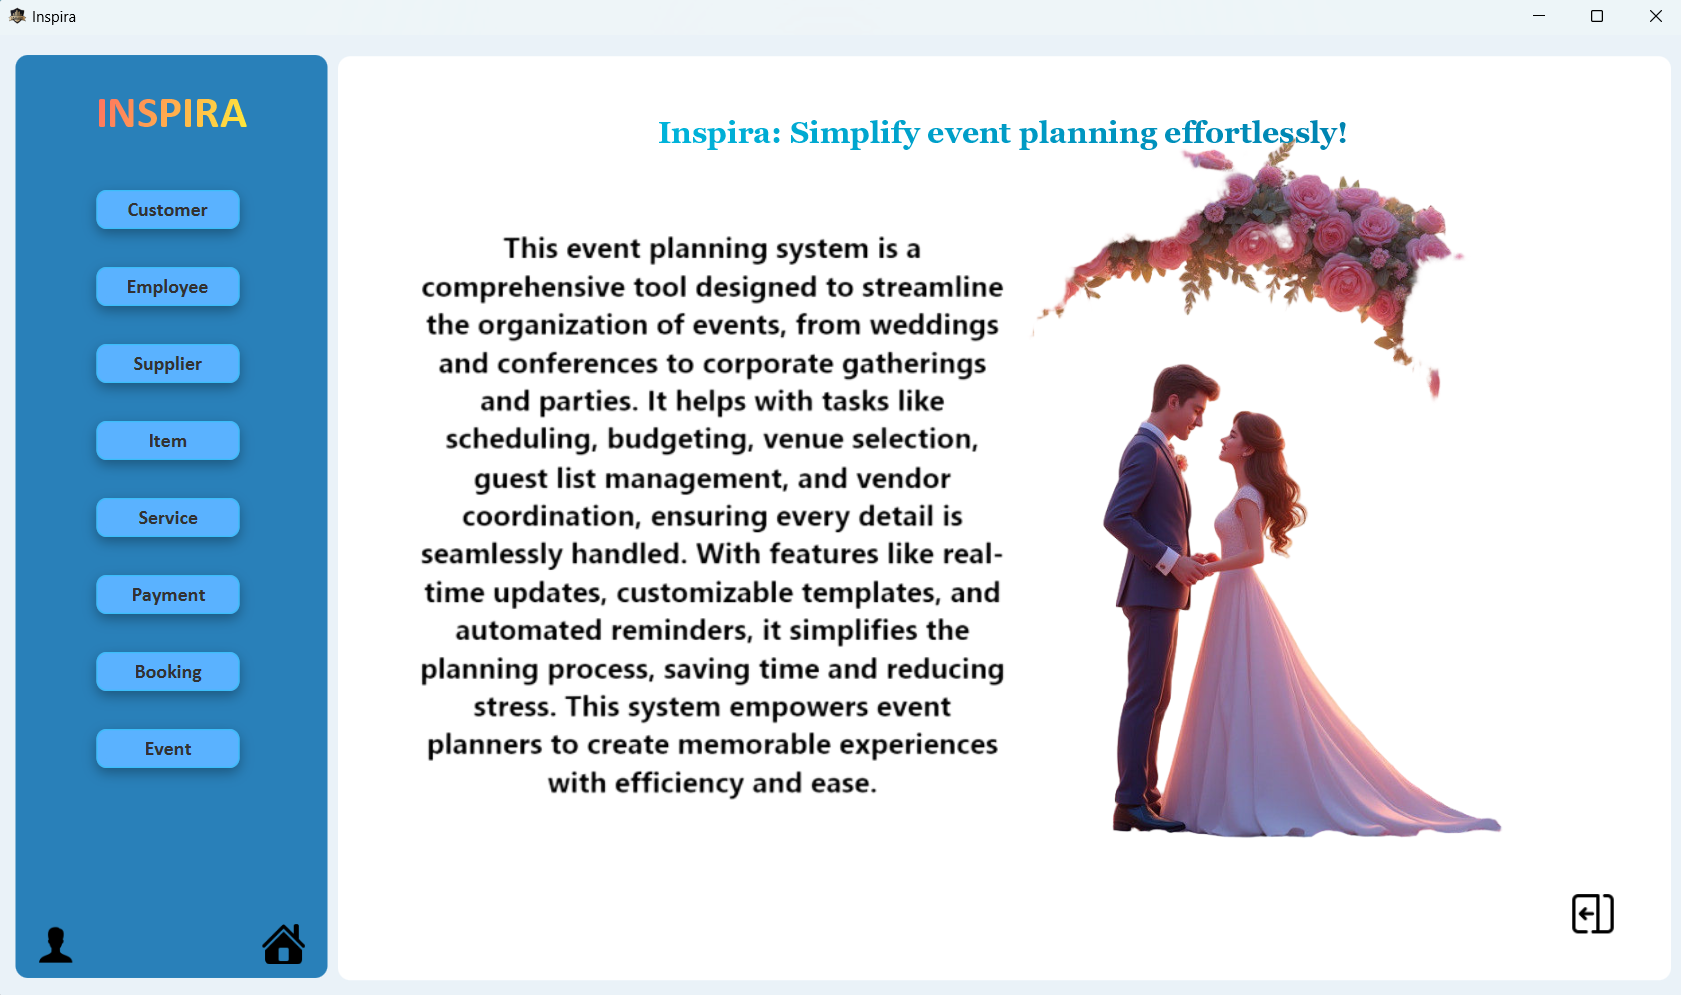 Inspira
INSPIRA
Customer
Employee
Supplier
Item
Service
Payment
Booking
Event
Inspira: Simplify event planning effortlessly!
This event planning system is a
comprehensive tool designed to streamline
the organization of events, from weddings
and conferences to corporate gatherings
and parties. It helps with tasks like
scheduling, budgeting, venue selection,
guest list management, and vendor
coordination, ensuring every detail is
seamlessly handled. With features like real-
time updates, customizable templates, and
automated reminders, it simplifies the
planning process, saving time and reducing
stress. This system empowers event
planners to create memorable experiences
with efficiency and ease.